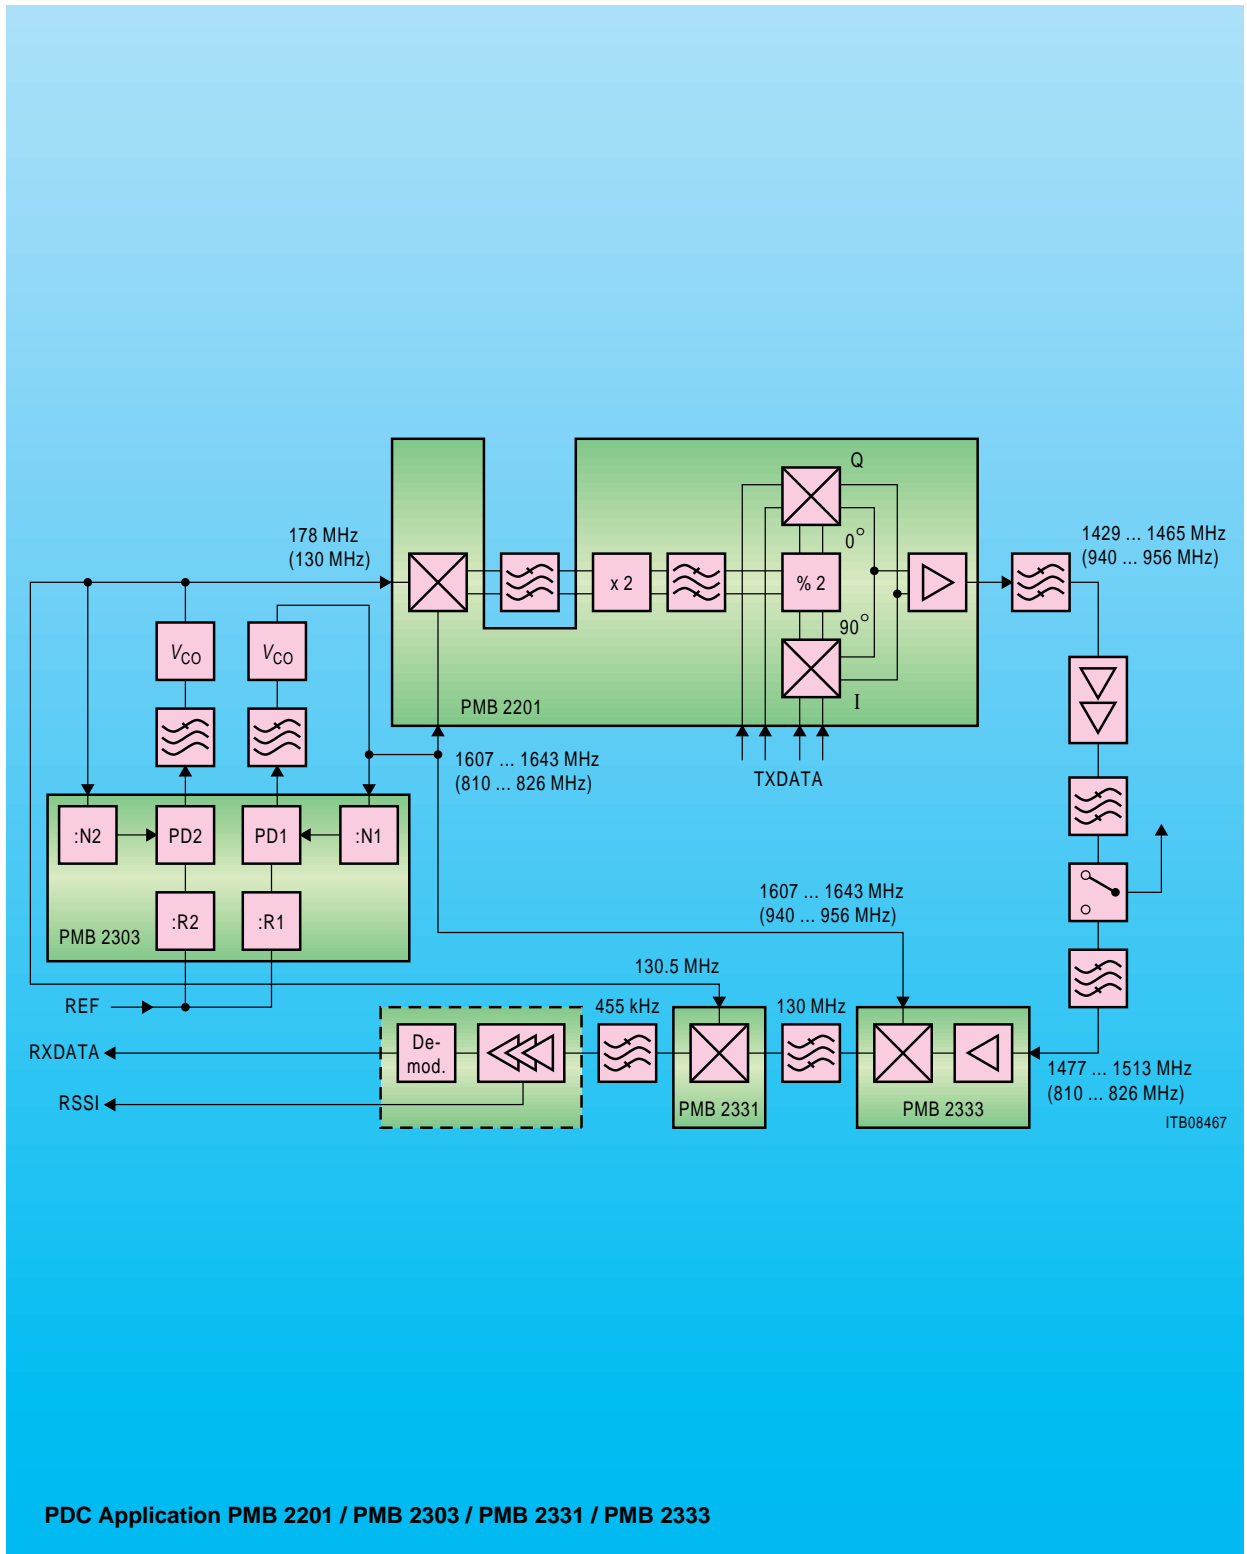 Q
178 MHz
(130 MHz)
0°
1429 ... 1465 MHz
(940 ... 956 MHz)
x 2
% 2
90°
VCO
VCO
I
PMB 2201
1607 ... 1643 MHz
(810 ... 826 MHz)
TXDATA
:N2
PD2
PD1
:N1
1607 ... 1643 MHz
(940 ... 956 MHz)
:R2
:R1
PMB 2303
130.5 MHz
REF
455 kHz
130 MHz
De-
mod.
RXDATA
1477 ... 1513 MHz
(810 ... 826 MHz)
RSSI
PMB 2331
PMB 2333
ITB08467
PDC Application PMB 2201 / PMB 2303 / PMB 2331 / PMB 2333